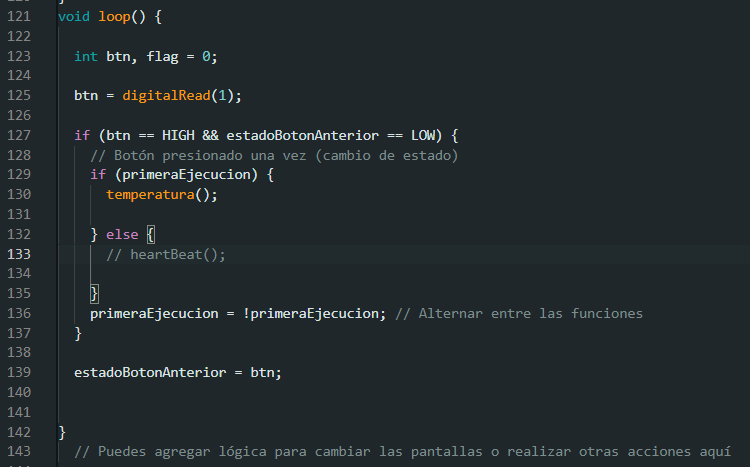 121 void loop() {
122
123 int btn, flag = 0;
124
125 btn = digitalRead(1);
126
127 if (btn == HIGH && estadoBotonAnterior == LOW) {
128 // Botón presionado una vez (cambio de estado)
129 if (primeraEjecucion) {
130 temperatura();
131
132 } else {
133 // heartBeat();
134
135 }
136 primeraEjecucion = !primeraEjecucion; // Alternar entre las funciones
137 }
138
139 estadoBotonAnterior = btn;
140
141
142 }
143 // Puedes agregar lógica para cambiar las pantallas o realizar otras acciones aquí